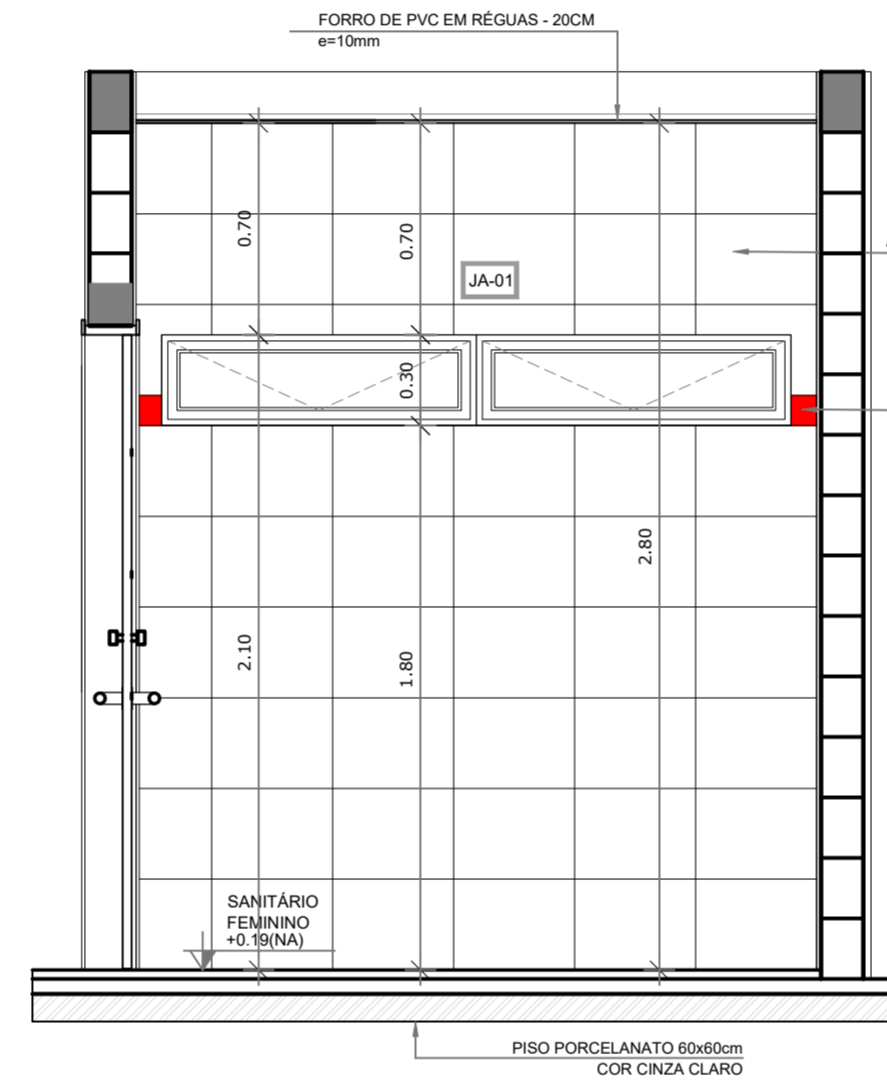 FORRO DE PVC EM RÉGUAS - 20CM
e=10mm
0.70
0.70
JA-01
0.30
2.80
2.10
1.80
SANITÁRIO
FEMININO
+0.19(NA)
PISO PORCELANATO 60x60cm
COR CINZA CLARO